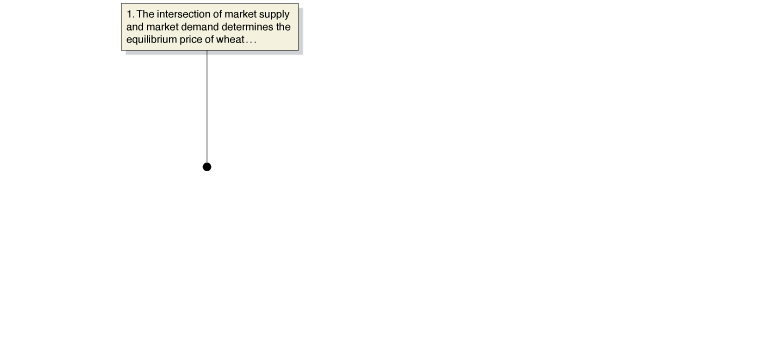 1. The intersection of market supply
and market demand determines the
equilibrium price of wheat . . .